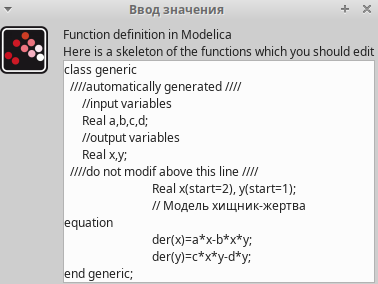 Ввод значения
Function definition in Modelica
Here is a skeleton of the functions which you should edit
class generic
////automatically generated ////
//input variables
Real a,b,c,d;
//output variables
Real x,y;
////do not modif above this line ////
Real x(start=2), y(start=1);
// Модель хищник-жертва
equation
der(x)=a*x-b*x*y;
der(y)=c*x*y-d*y;
end generic;